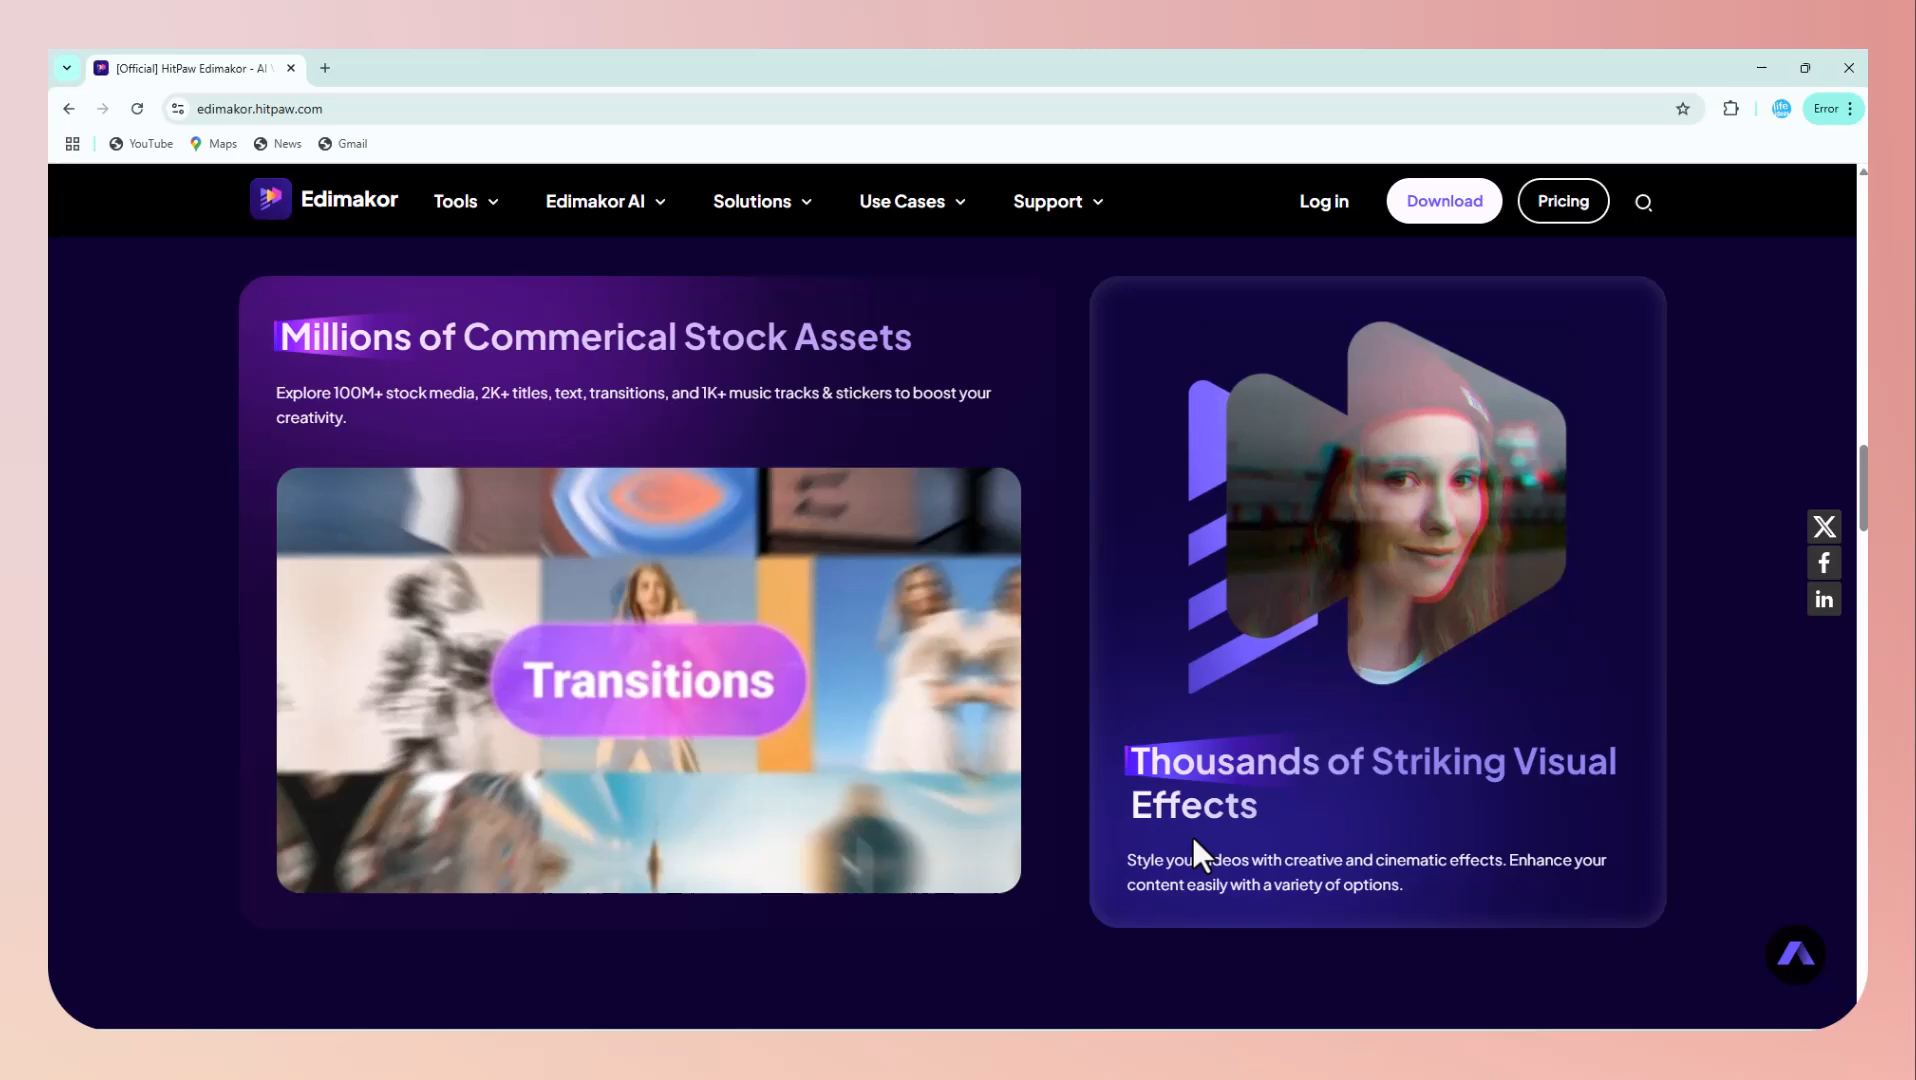 [Official] HitPaw Edimakor - AI
edimakor.hitpaw.com
Error
YouTube
Maps
News
Gmail
Edimakor
Tools
Edimakor AI
Solutions
Use Cases
Support
Log in
Download
Pricing
Millions of Commerical Stock Assets
Explore 100M+ stock media, 2K+ titles, text, transitions, and 1K+ music tracks & stickers to boost your
creativity.
Transitions
Thousands of Striking Visual
Effects
Style your videos with creative and cinematic effects. Enhance your
content easily with a variety of options.